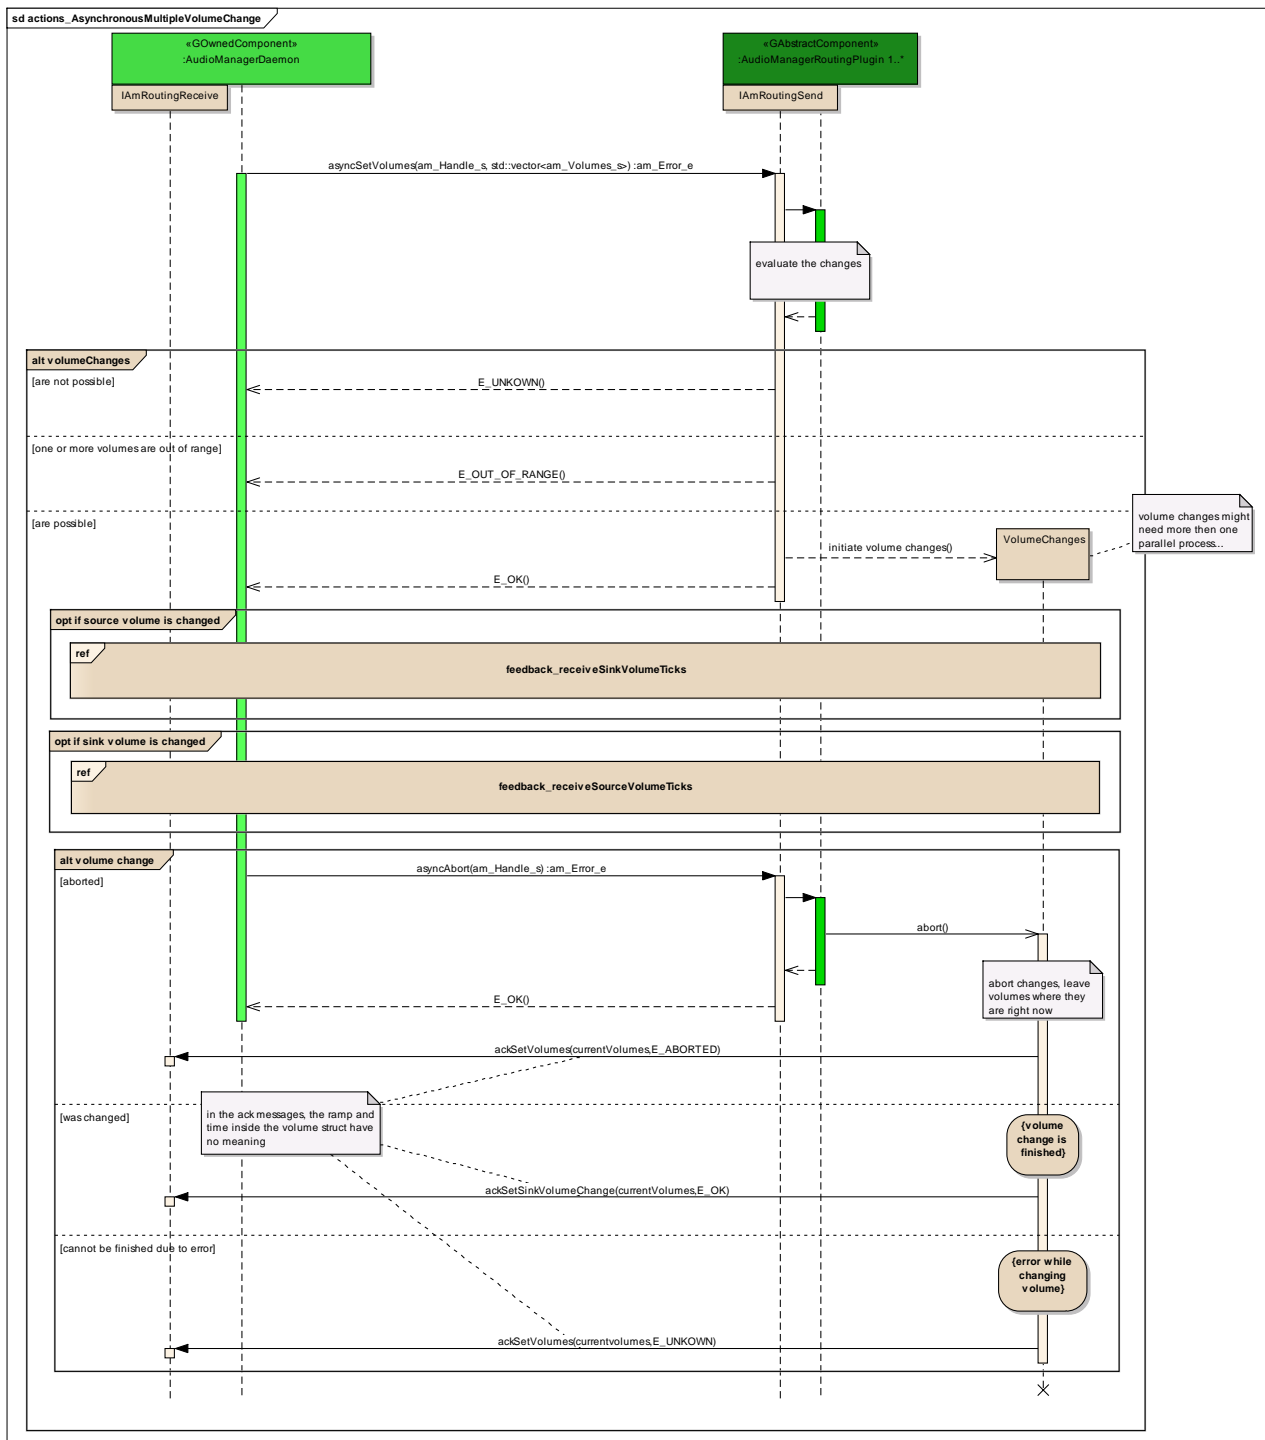 sd actions_AsynchronousMultipleVolumeChange
«GOwnedComponent»
:AudioManagerDaemon
IAmRoutingReceive
«GAbstractComponent»
:AudioManagerRoutingPlugin 1..*
IAmRoutingSend
asyncSetVolumes(am_Handle_s, std::vector<am_Volumes_s>) :am_Error_e
evaluate the changes
alt volumeChanges
[are not possible]
E_UNKOWN()
[one or more volumes are out of range]
E_OUT_OF_RANGE()
[are possible]
volume changes might
need more then one
parallel process...
VolumeChanges
initiate volume changes()
E_OK()
opt if source volume is changed
ref
feedback_receiveSinkVolumeTicks
opt if sink volume is changed
ref
feedback_receiveSourceVolumeTicks
alt volume change
[aborted]
asyncAbort(am_Handle_s) :am_Error_e
abort()
abort changes, leave
volumes where they
are right now
E_OK()
ackSetVolumes(currentVolumes,E_ABORTED)
[was changed]
in the ack messages, the ramp and
time inside the volume struct have
no meaning
{volume
change is
finished}
ackSetSinkVolumeChange(currentVolumes,E_OK)
[cannot be finished due to error]
{error while
changing
volume}
ackSetVolumes(currentvolumes,E_UNKOWN)